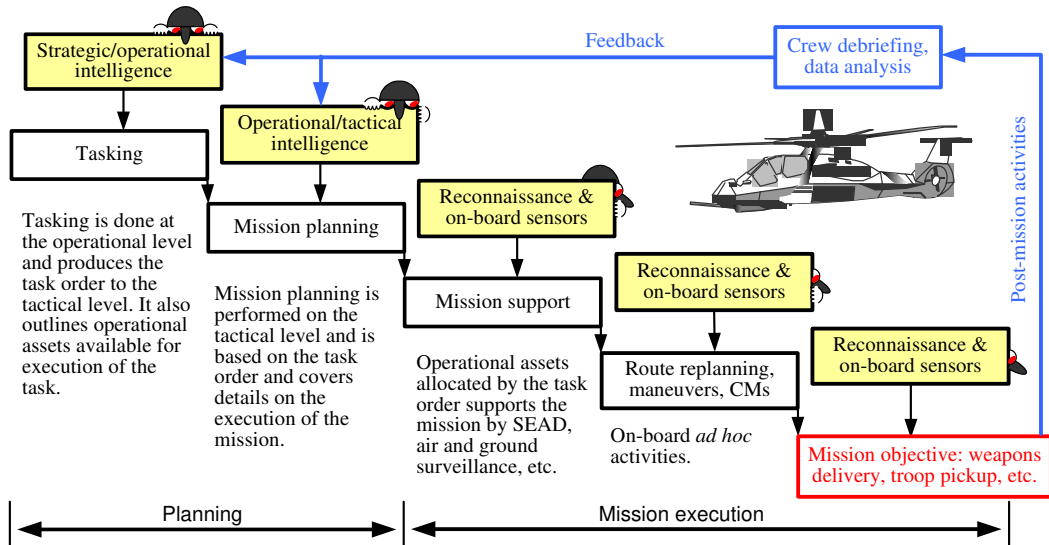 Strategic/operational
intelligence
Feedback
Crew debriefing,
data analysis
Operational/tactical
intelligence
Tasking
Reconnaissance &
on-board sensors
Post-mission activities
Tasking is done at
the operational level
and produces the
task order to the
tactical level. It also
outlines operational
assets available for
execution of the
task.
Mission planning
Reconnaissance &
on-board sensors
Mission planning is
performed on the
tactical level and is
based on the task
order and covers
details on the
execution of the
mission.
Mission support
Reconnaissance &
on-board sensors
Operational assets
allocated by the task
order supports the
mission by SEAD,
air and ground
surveillance, etc.
Route replanning,
maneuvers, CMs
On-board ad hoc
activities.
Mission objective: weapons
delivery, troop pickup, etc.
Planning
Mission execution